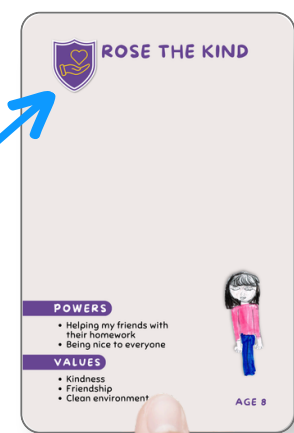 ROSE THE KIND
POWERS
• Helping my friends with
their homework
• Being nice to everyone
VALUES
• Kindness
• Friendship
• Clean environment
AGE 8